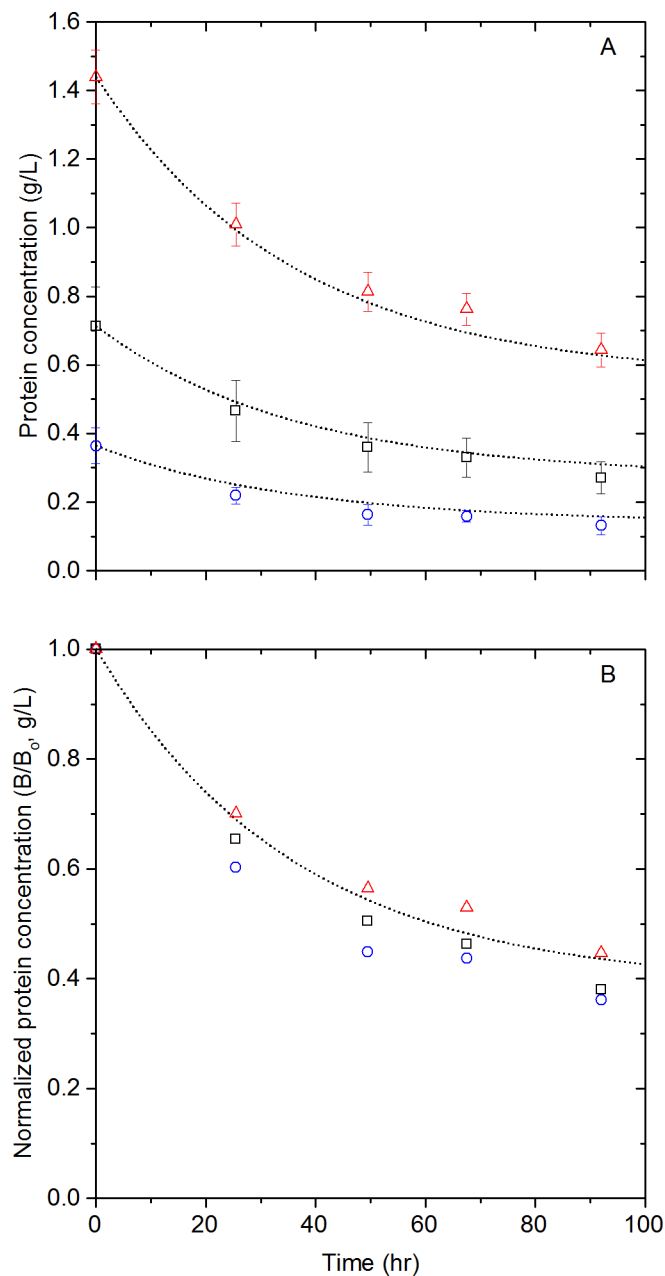 1.6
A
1.4
1.2
1.0
0.8
0.6
0.4
0.2
0.0
Protein concentration (g/L)
1.0
B
0.8
0.6
0.4
0.2
0.0
Normalized protein concentration (B/Bo, g/L)
0 20 40 60 80 100
Time (hr)